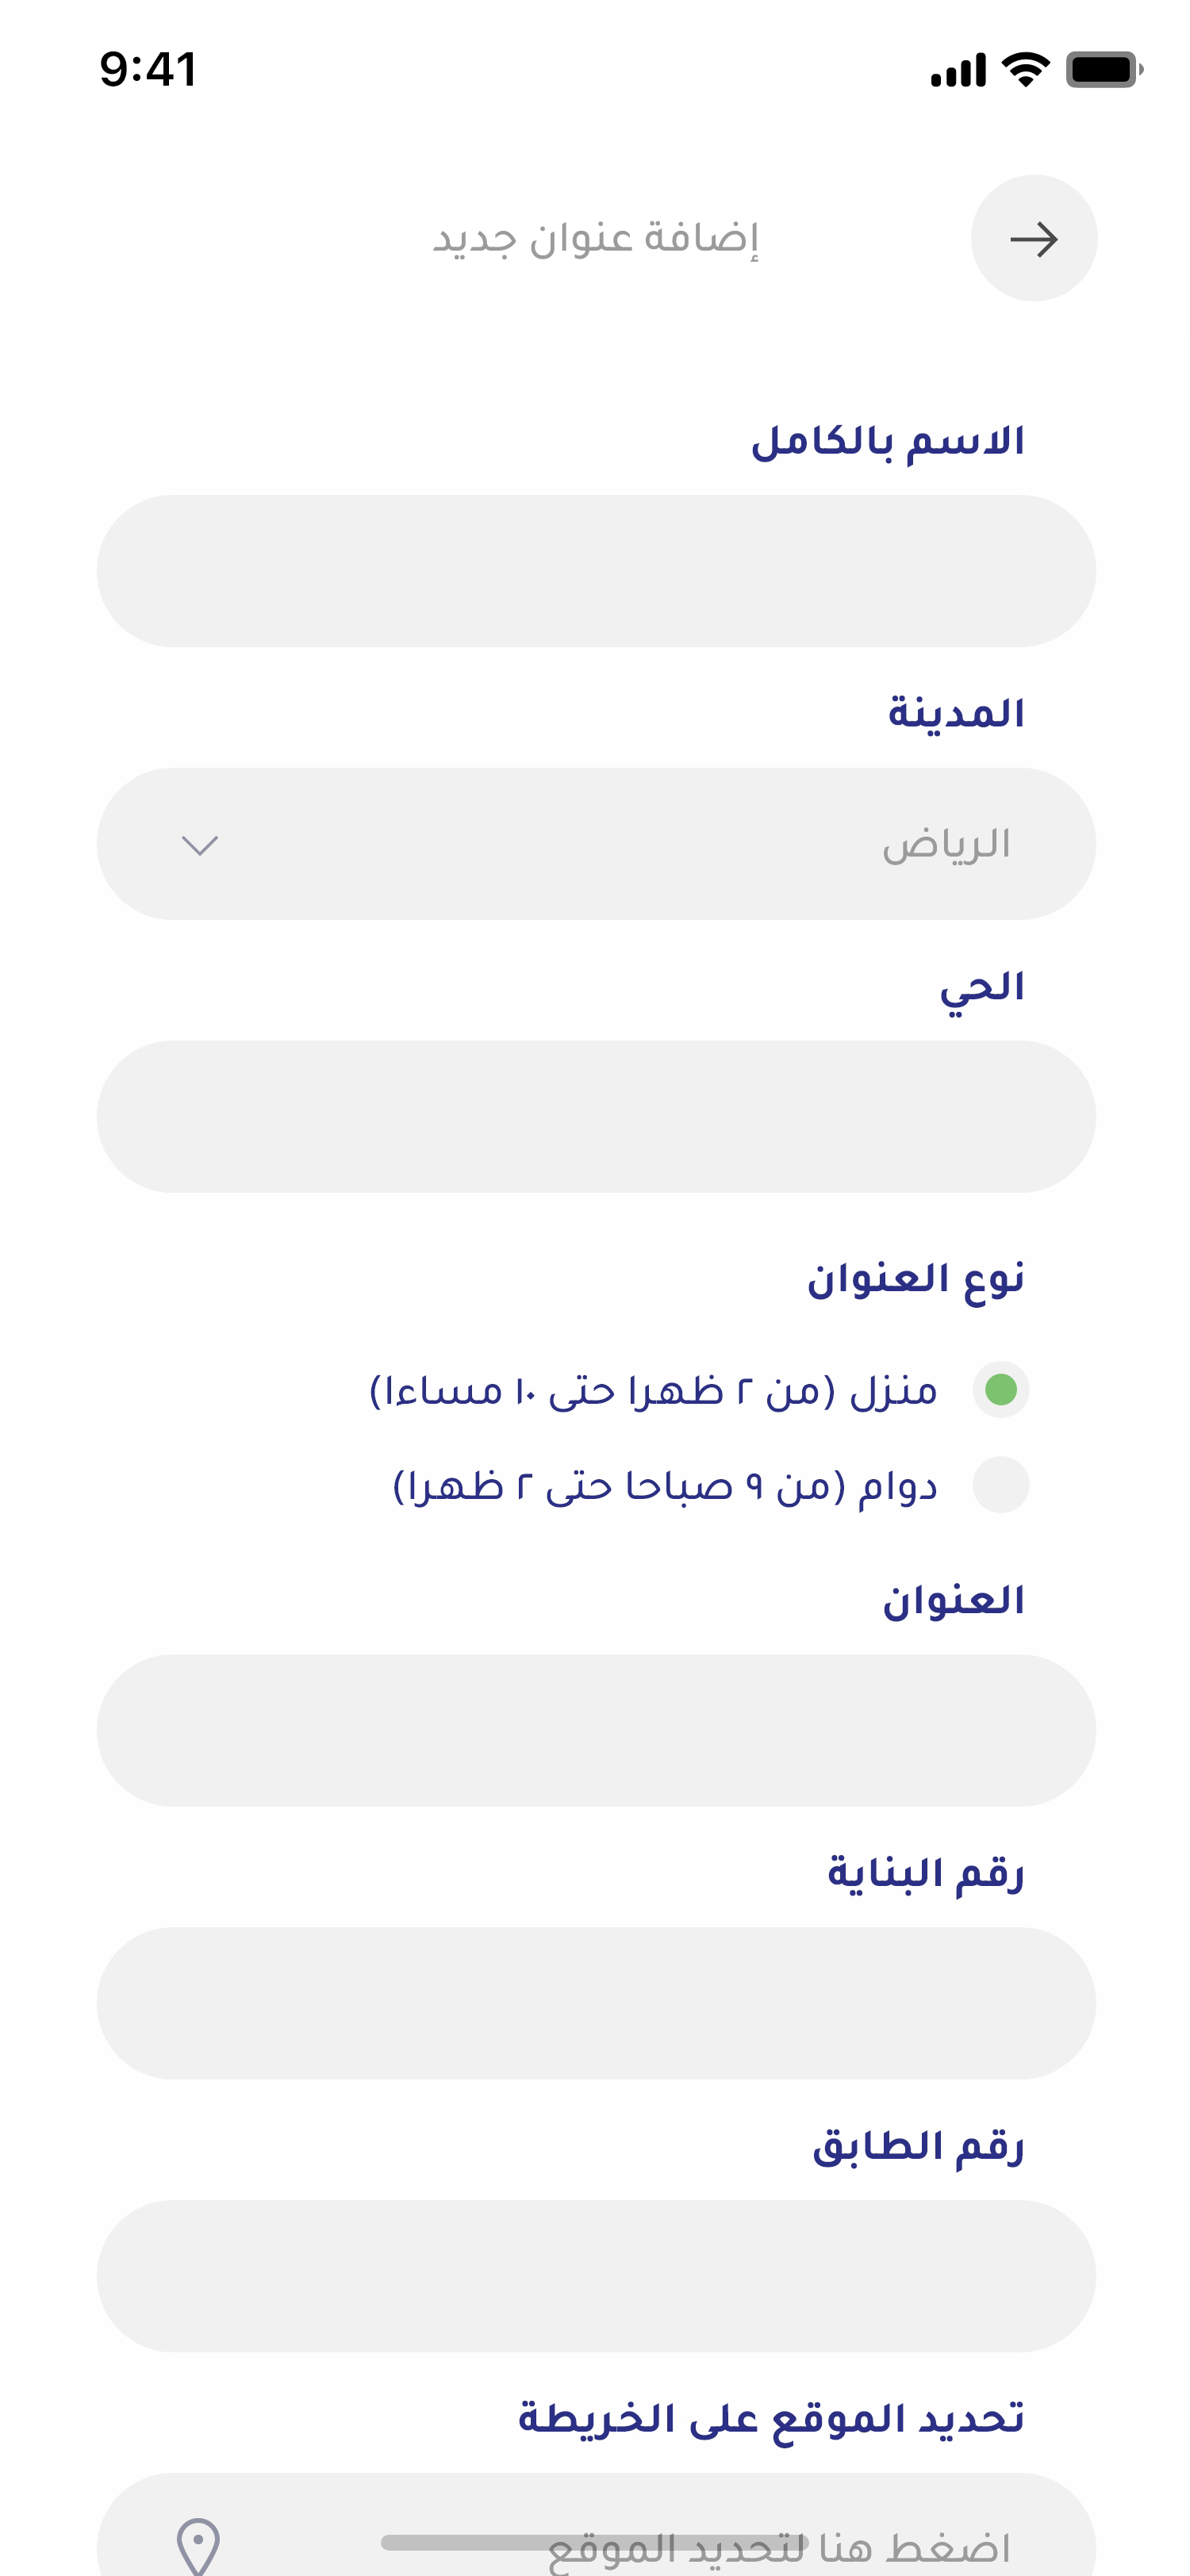 9:41
إضافة عنوان جديد
الاسم بالكامل
المدينة
الرياض
الحي
نوع العنوان
منزل (من ٢ ظهرا حتى ١٠ مساءا)
دوام (من ٩ صباحا حتى ٢ ظهرا)
العنوان
رقم البناية
رقم الطابق
تحديد الموقع على الخريطة
اضغط هنا لتحديد الموقع